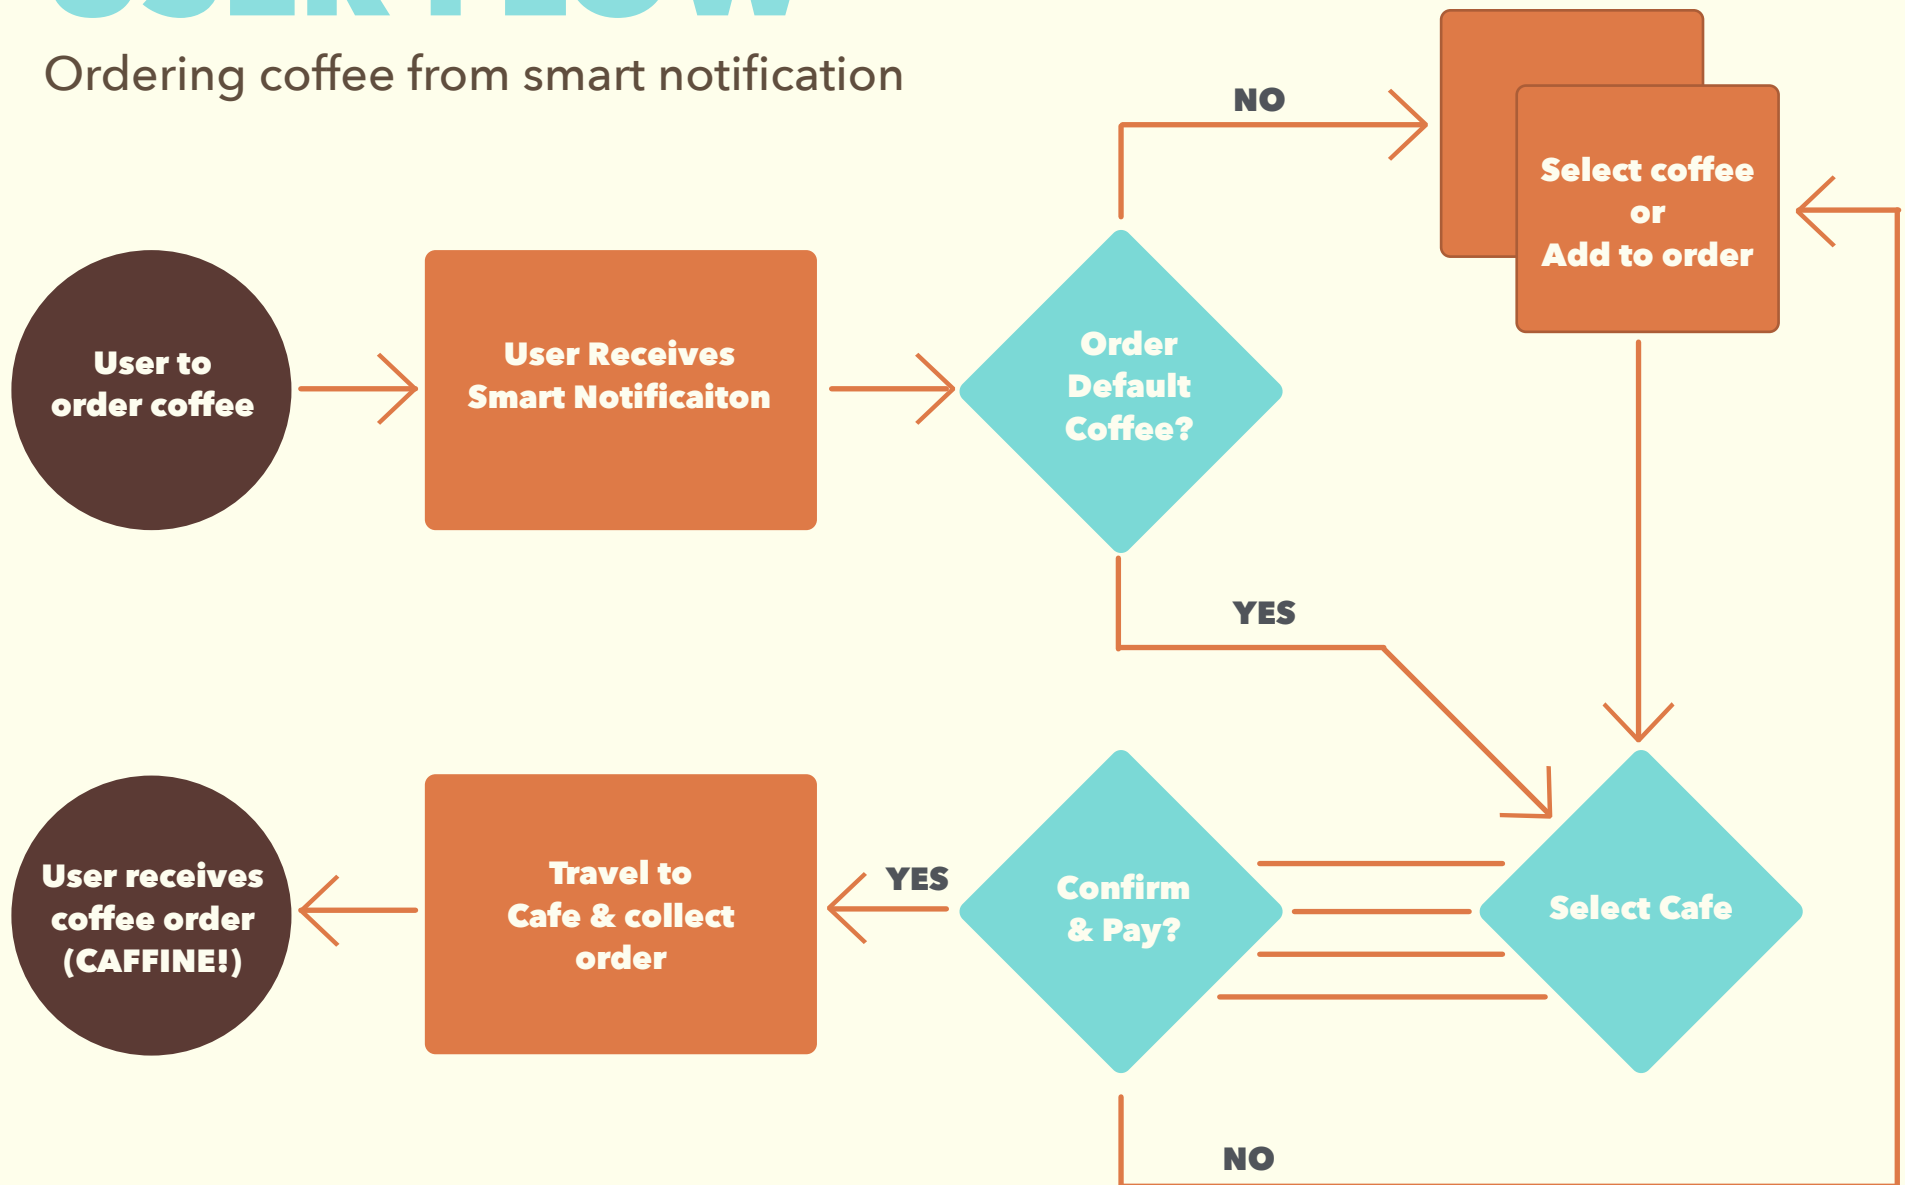 USER FLOW
Ordering coffee from smart notification
NO
Select coffee
or
Add to order
User to
order coffee
User Receives
Smart Notificaiton
Order
Default
Coffee?
YES
User receives
coffee order
(CAFFINE!)
Travel to
Cafe & collect
order
YES
Confirm
& Pay?
Select Cafe
NO